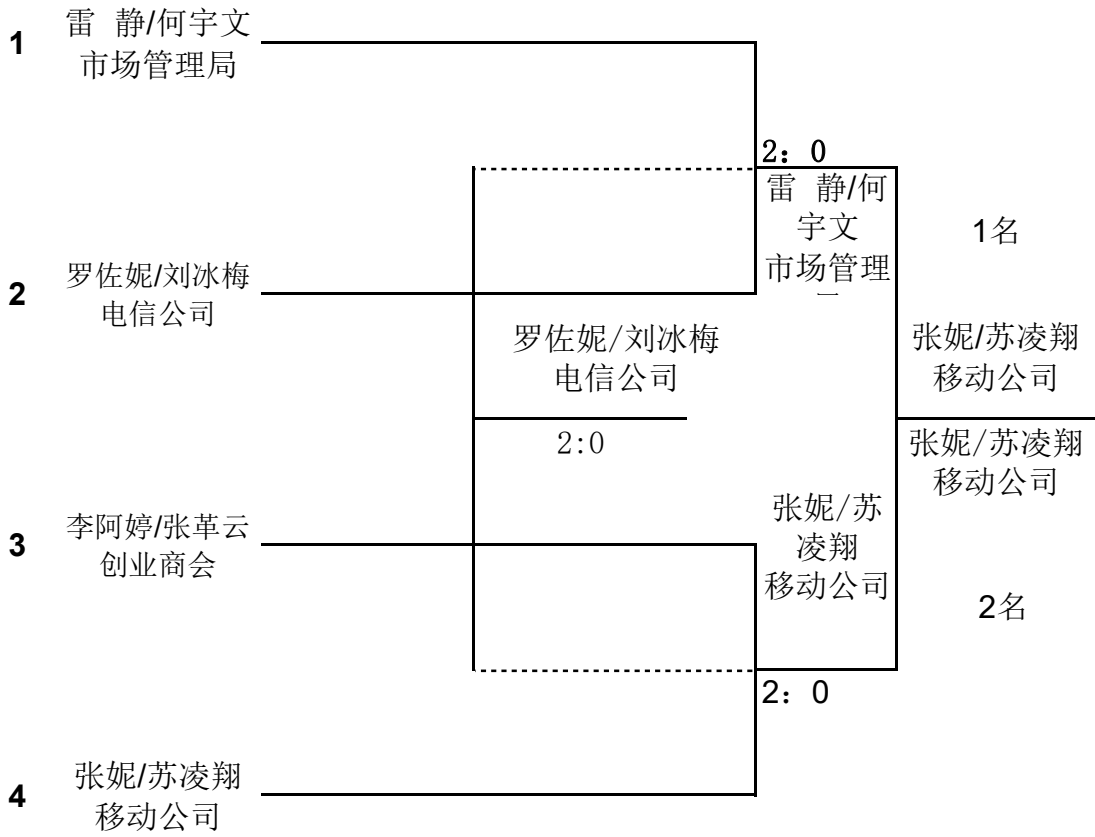 1
雷 静/何宇文
市场管理局
2：0
雷 静/何
宇文
市场管理
1名
2
罗佐妮/刘冰梅
电信公司
罗佐妮/刘冰梅
电信公司
张妮/苏凌翔
移动公司
2:0
张妮/苏凌翔
移动公司
3
李阿婷/张革云
创业商会
张妮/苏
凌翔
移动公司
2名
2：0
4
张妮/苏凌翔
移动公司